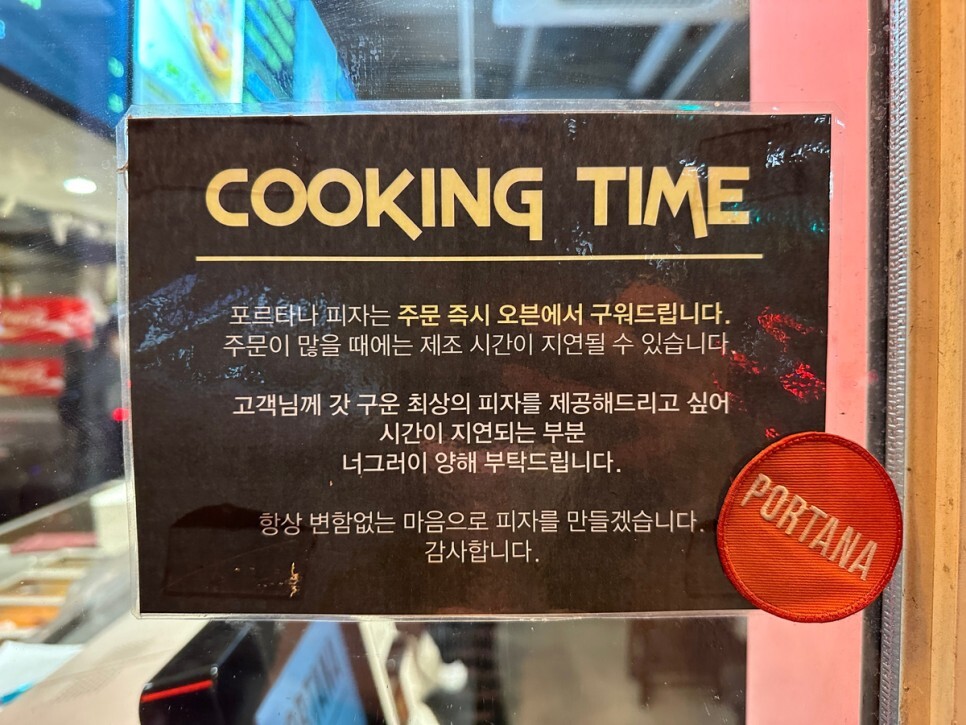 COOKING TIME
포르타나 피자는 주문 즉시 오븐에서 구워드립니다.
주문이 많을 때에는 제조 시간이 지연될 수 있습니다.
고객님께 갓 구운 최상의 피자를 제공해드리고 싶어
시간이 지연되는 부분
너그러이 양해 부탁드립니다.
항상 변함없는 마음으로 피자를 만들겠습니다.
감사합니다.
PORTANA